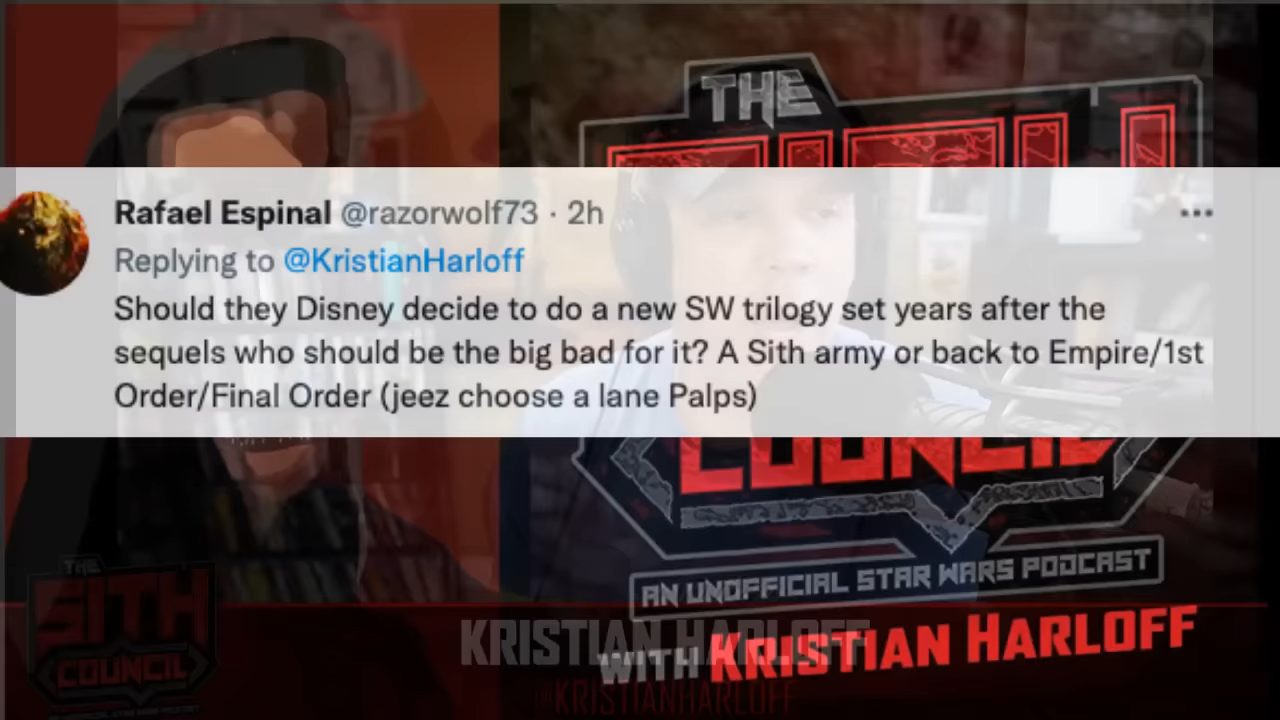 THE
Rafael Espinal @razorwolf73 · 2h
Replying to @KristianHarloff
Should they Disney decide to do a new SW trilogy set years after the
sequels who should be the big bad for it? A Sith army or back to Empire/1st
Order/Final Order (jeez choose a lane Palps)
COUNCIL
AN UNOFFICIAL STAR WARS PODCAST
WITH KRISTIAN HARLOFF
THE
SITH
COUNCIL
KRISTIAN HARLOFF
@KRISTIANHARLOFF